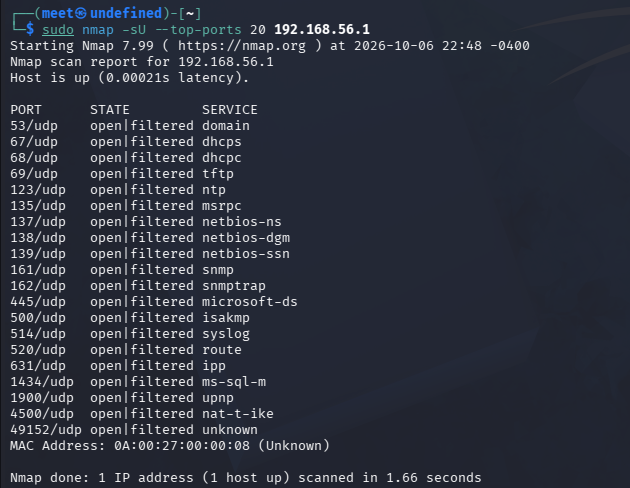 ┌──(meet㉿undefined)-[~]
└─$ sudo nmap -sU --top-ports 20 192.168.56.1
Starting Nmap 7.99 ( https://nmap.org ) at 2026-10-06 22:48 -0400
Nmap scan report for 192.168.56.1
Host is up (0.00021s latency).

PORT      STATE         SERVICE
53/udp    open|filtered domain
67/udp    open|filtered dhcps
68/udp    open|filtered dhcpc
69/udp    open|filtered tftp
123/udp   open|filtered ntp
135/udp   open|filtered msrpc
137/udp   open|filtered netbios-ns
138/udp   open|filtered netbios-dgm
139/udp   open|filtered netbios-ssn
161/udp   open|filtered snmp
162/udp   open|filtered snmptrap
445/udp   open|filtered microsoft-ds
500/udp   open|filtered isakmp
514/udp   open|filtered syslog
520/udp   open|filtered route
631/udp   open|filtered ipp
1434/udp  open|filtered ms-sql-m
1900/udp  open|filtered upnp
4500/udp  open|filtered nat-t-ike
49152/udp open|filtered unknown
MAC Address: 0A:00:27:00:00:08 (Unknown)

Nmap done: 1 IP address (1 host up) scanned in 1.66 seconds